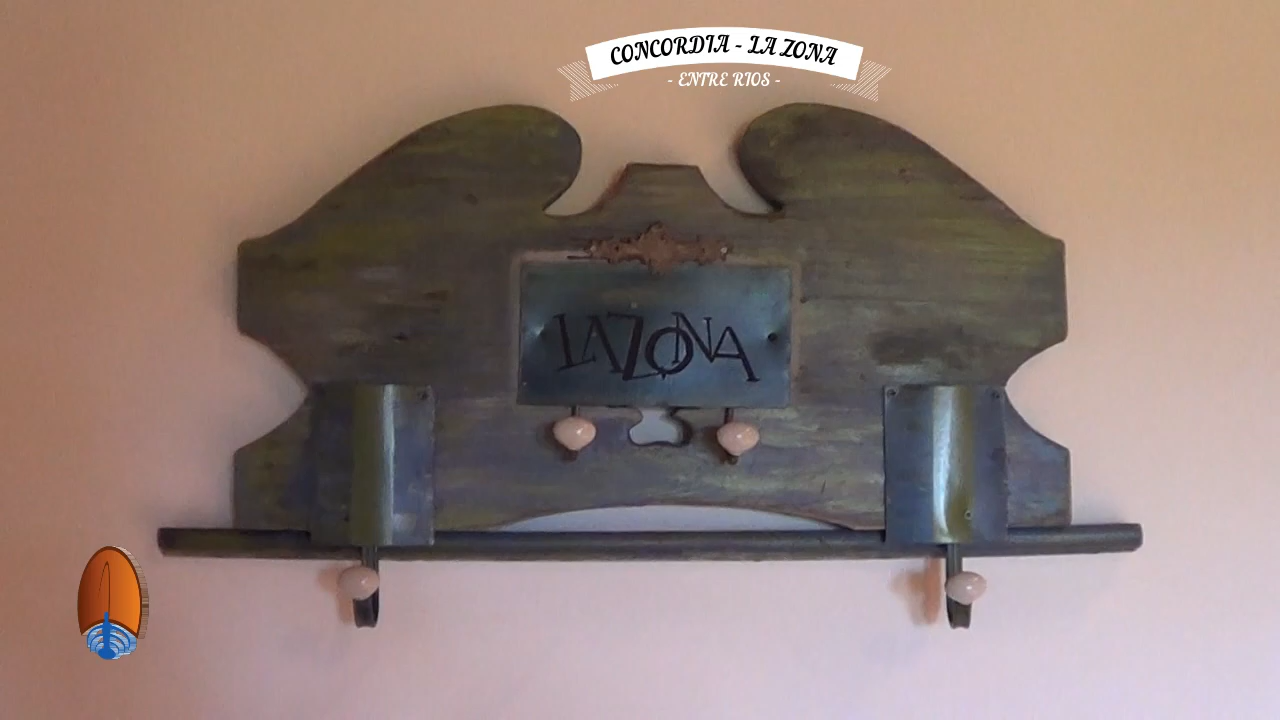 CONCORDIA - LA ZONA
- ENTRE RIOS -
LAZONA